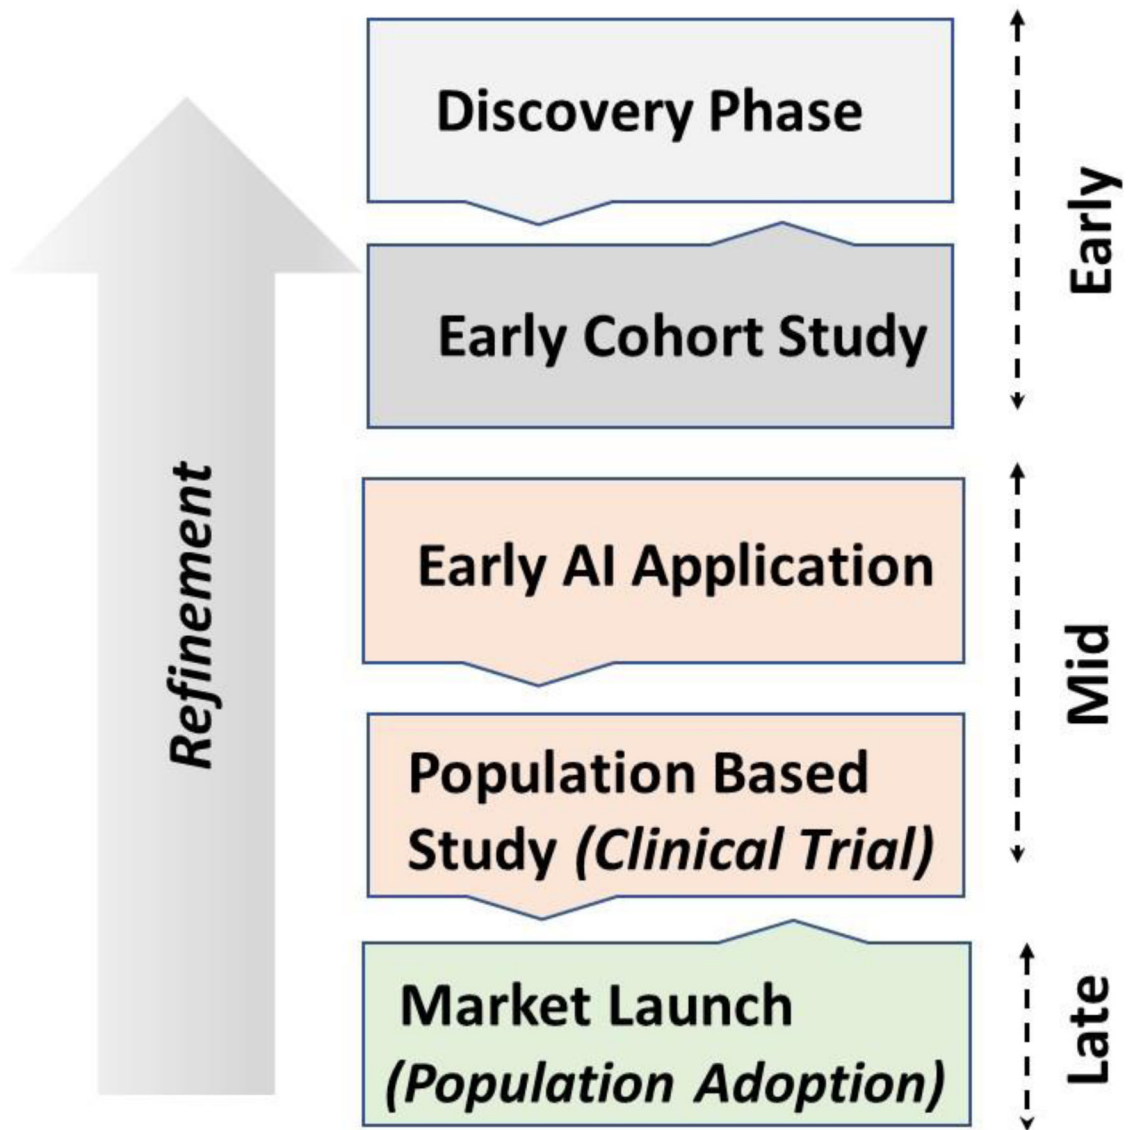 Discovery Phase
Early Cohort Study
Early
Refinement
Early AI Application
Population Based
Study (Clinical Trial)
Mid
Market Launch
(Population Adoption)
Late